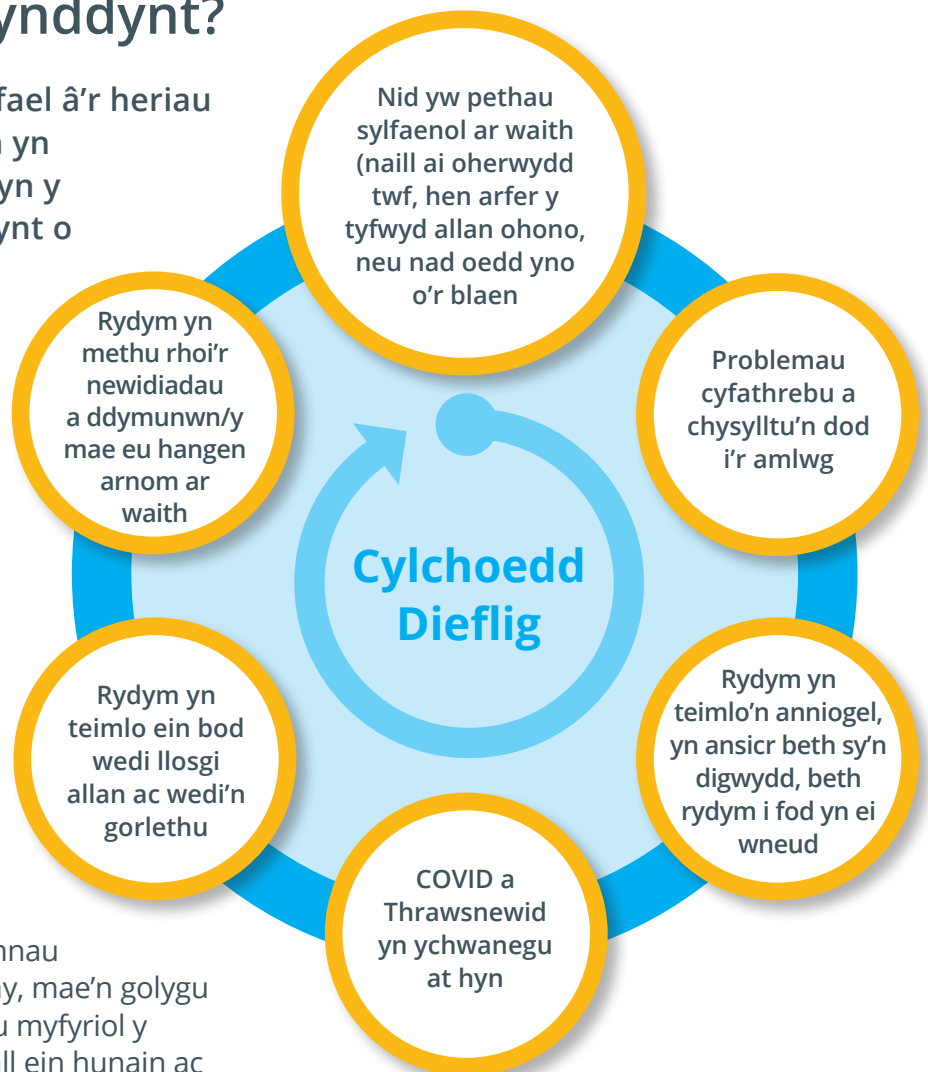 fael â'r heriau
yn
yn y
o
Nid yw pethau
sylfaenol ar waith
(naill ai oherwydd
twf, hen arfer y
tyfwyd allan ohono,
neu nad oedd yno
o'r blaen
Problemau
cyfathrebu a
chysylltu'n dod
i'r amlwg
Rydym yn
teimlo'n anniogel,
yn ansicr beth sy'n
digwydd, beth
rydym i fod yn ei
wneud
COVID a
Thrawsnewid
yn ychwanegu
at hyn
Rydym yn
teimlo ein bod
wedi llosgi
allan ac wedi'n
gorlethu
Rydym yn
methu rhoi'r
newidiadau
a ddymunwn/y
mae eu hangen
arnom ar
waith
Cylchoedd
Dieflig
mae'n golygu
myfyriol y
ein hunain ac